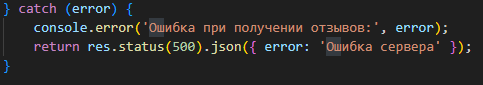 } catch (error) {
console.error('Ошибка при получении отзывов:', error);
return res.status(500).json({ error: 'Ошибка сервера' });
}